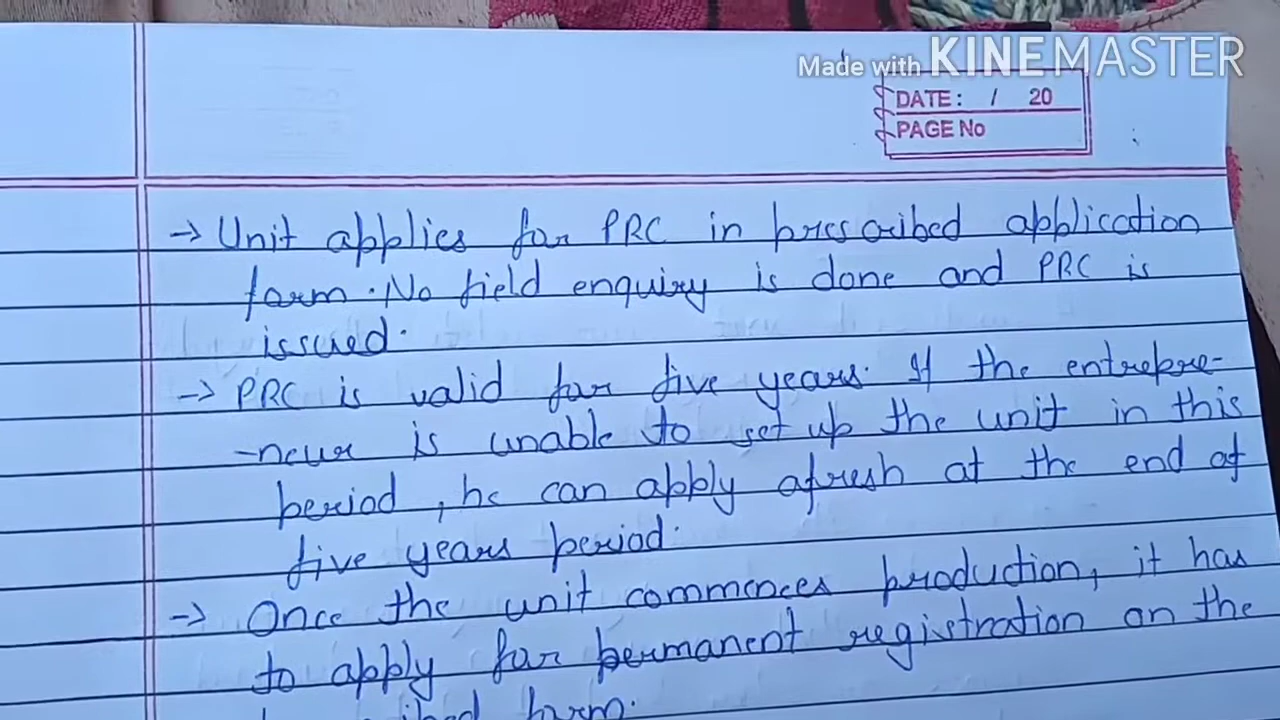 Made with KINEMASTER
DATE: / 20
PAGE No
→ Unit applies for PRC in prescribed application
form. No field enquiry is done and PRC is
issued.
→ PRC is valid for five years. If the entrepre-
-neur is unable to set up the unit in this
period, he can apply afresh at the end of
five years period.
→ Once the unit commences production, it has
to apply for permanent registration on the
form.